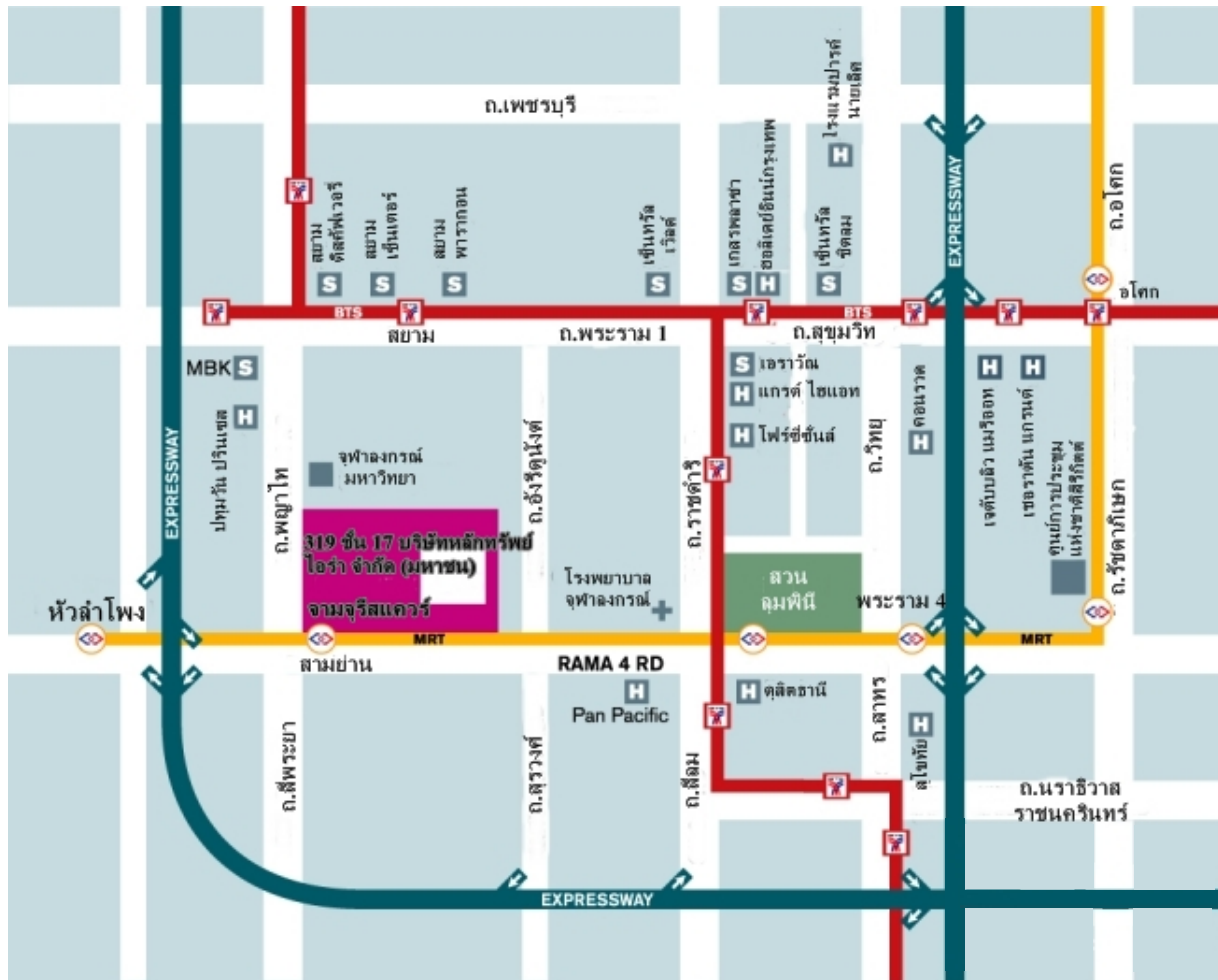 ถ.เพชรบุรี
โรงแรมปาร์ค
นายเลิศ
EXPRESSWAY
ถ.อโศก
สยาม
ดิสคัฟเวอรี
สยาม
เซ็นเตอร์
สยาม
พารากอน
เซ็นทรัล
เวิลด์
เกสรพลาซ่า
ฮอลิเดย์อินน์กรุงเทพ
เซ็นทรัล
ชิดลม
S
S
S
S
S
H
S
H
อโศก
BTS
BTS
สยาม
ถ.พระราม 1
ถ.สุขุมวิท
MBK S
H
ปทุมวัน ปรินเซส
S เอราวัณ
H แกรต์ ไฮแอท
H โฟร์ซีซั่นส์
คอนราด
H
H
H
เจดับบลิว แมริออท
เชอราตัน แกรนด์
ศูนย์การประชุม
แห่งชาติสิริกิตต์
EXPRESSWAY
ถ.พญาไท
จุฬาลงกรณ์
มหาวิทยา
ถ.อังรีดูนังต์
ถ.ราชดำริ
ถ.วิทยุ
ถ.รัชดาภิเษก
319 ชั้น 17 บริษัทหลักทรัพย์
ไอร่า จำกัด (มหาชน)
จามจุรีสแควร์
โรงพยาบาล
จุฬาลงกรณ์
สวน
ลุมพินี
พระราม 4
หัวลำโพง
MRT
MRT
สามย่าน
RAMA 4 RD
H
Pan Pacific
H ดุสิตธานี
ถ.สี่พระยา
ถ.สุรวงศ์
ถ.สีลม
ถ.สาทร
H
สุโขทัย
ถ.นราธิวาส
ราชนครินทร์
EXPRESSWAY